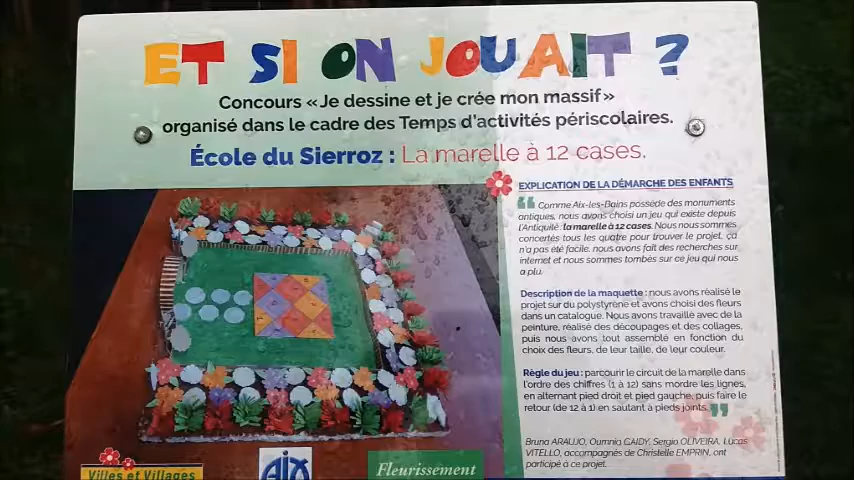 ET SI ON JOUAIT ?
Concours «Je dessine et je crée mon massif»
organisé dans le cadre des Temps d'activités périscolaires.
École du Sierroz : La marelle à 12 cases.
EXPLICATION DE LA DÉMARCHE DES ENFANTS
“ Comme Aix-les-Bains possède des monuments
antiques, nous avons choisi un jeu qui existe depuis
l'Antiquité : la marelle à 12 cases. Nous nous sommes
concertés tous les quatre pour trouver le projet, ça
n'a pas été facile, nous avons fait des recherches sur
internet et nous sommes tombés sur ce jeu qui nous
a plu.
Description de la maquette : nous avons réalisé le
projet sur du polystyrène et avons choisi des fleurs
dans un catalogue. Nous avons travaillé avec de la
peinture, réalisé des découpages et des collages,
puis nous avons tout assemblé en fonction du
choix des fleurs, de leur taille, de leur couleur.
Règle du jeu : parcourir le circuit de la marelle dans
l'ordre des chiffres (1 à 12) sans mordre les lignes,
en alternant pied droit et pied gauche, puis faire le
retour (de 12 à 1) en sautant à pieds joints. ”
Bruna ARAUJO, Oumnia CAIDY, Sergio OLIVEIRA, Lucas
VITELLO, accompagnés de Christelle EMPRIN, ont
participé à ce projet.
Villes et Villages
AIX
Fleurissement